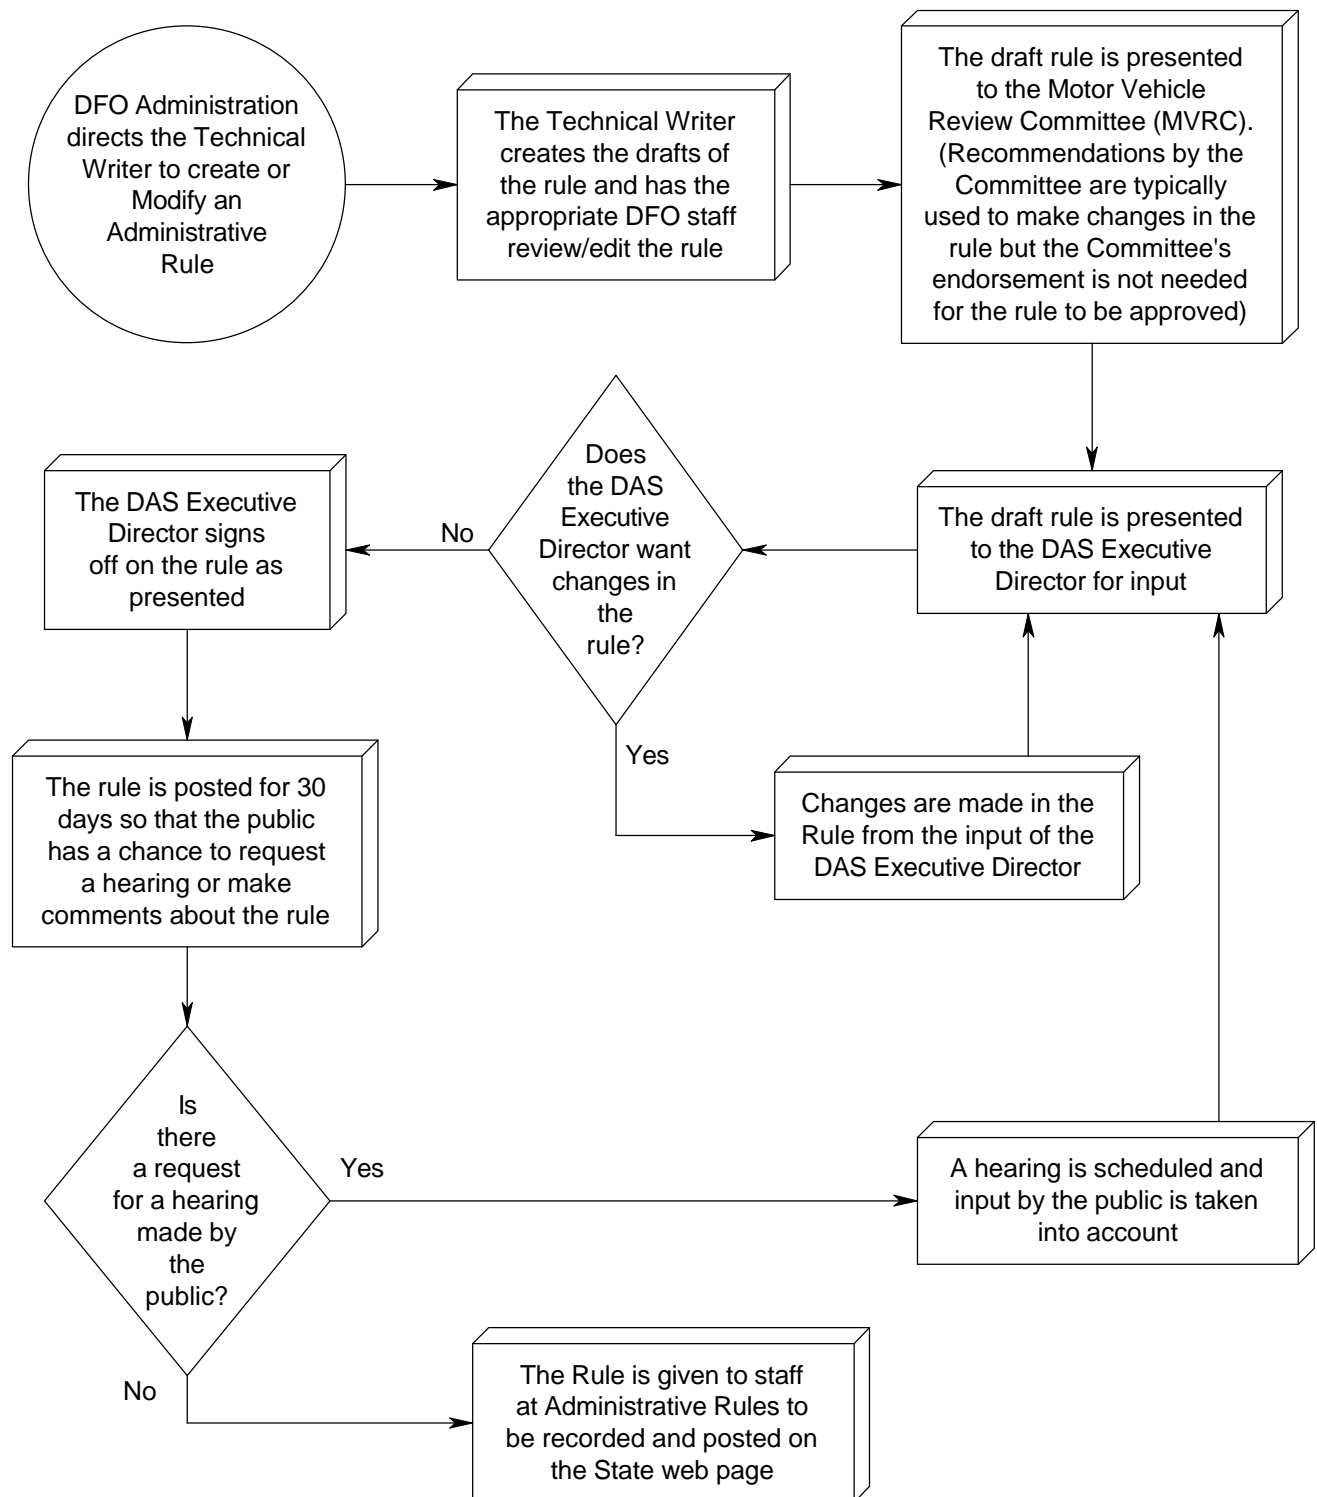 DFO Administration
directs the Technical
Writer to create or
Modify an
Administrative
Rule
The Technical Writer
creates the drafts of
the rule and has the
appropriate DFO staff
review/edit the rule
The draft rule is presented
to the Motor Vehicle
Review Committee (MVRC).
(Recommendations by the
Committee are typically
used to make changes in the
rule but the Committee's
endorsement is not needed
for the rule to be approved)
The draft rule is presented
to the DAS Executive
Director for input
Does
the DAS
Executive
Director want
changes in
the
rule?
No
The DAS Executive
Director signs
off on the rule as
presented
Yes
Changes are made in the
Rule from the input of the
DAS Executive Director
The rule is posted for 30
days so that the public
has a chance to request
a hearing or make
comments about the rule
Is
there
a request
for a hearing
made by
the
public?
Yes
A hearing is scheduled and
input by the public is taken
into account
No
The Rule is given to staff
at Administrative Rules to
be recorded and posted on
the State web page